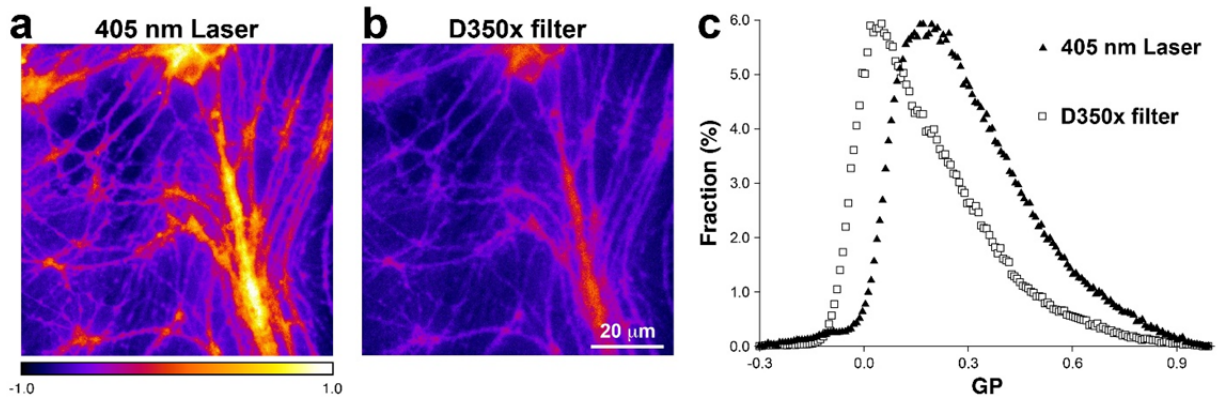 a 405 nm Laser
b D350x filter
c
20 μm
-1.0 1.0
6.0
5.0
4.0
3.0
2.0
1.0
0.0
Fraction (%)
-0.3 0.0 0.3 0.6 0.9
GP
405 nm Laser
D350x filter